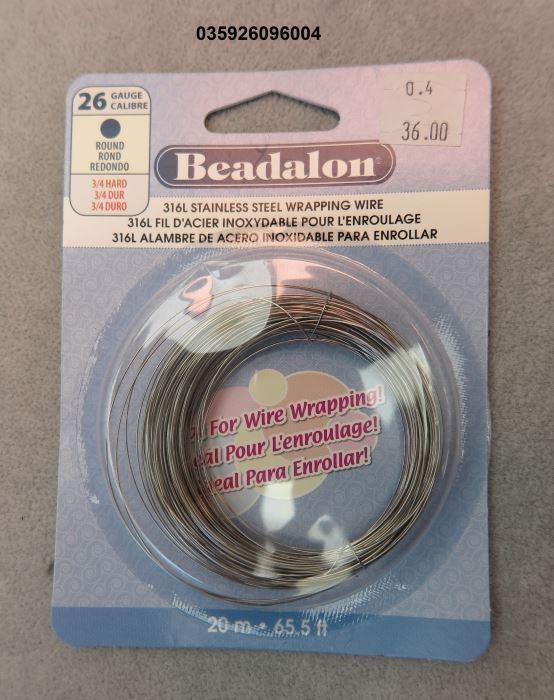 035926096004
26 GAUGE
CALIBRE
ROUND
ROND
REDONDO
3/4 HARD
3/4 DUR
3/4 DURO
0.4
36.00
Beadalon®
316L STAINLESS STEEL WRAPPING WIRE
316L FIL D'ACIER INOXYDABLE POUR L'ENROULAGE
316L ALAMBRE DE ACERO INOXIDABLE PARA ENROLLAR
For Wire Wrapping!
Pour L'enroulage!
Para Enrollar!
20 m • 65.5 ft